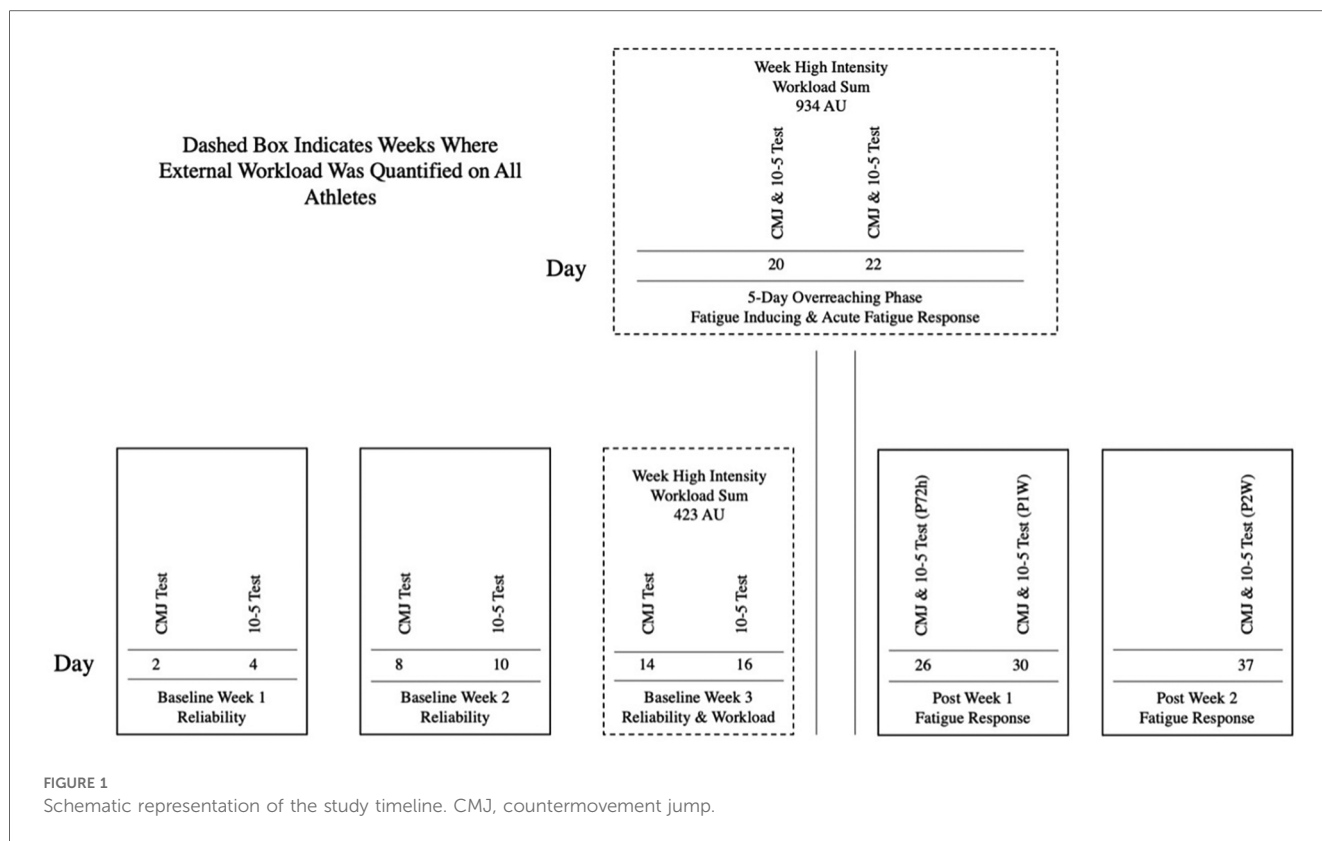 Dashed Box Indicates Weeks Where
External Workload Was Quantified on All
Athletes
Week High Intensity
Workload Sum
934 AU
CMJ & 10-5 Test
CMJ & 10-5 Test
Day
20 22
5-Day Overreaching Phase
Fatigue Inducing & Acute Fatigue Response
Day
CMJ Test
10-5 Test
2 4
Baseline Week 1
Reliability
CMJ Test
10-5 Test
8 10
Baseline Week 2
Reliability
Week High Intensity
Workload Sum
423 AU
CMJ Test
10-5 Test
14 16
Baseline Week 3
Reliability & Workload
CMJ & 10-5 Test (P72h)
CMJ & 10-5 Test (P1W)
26 30
Post Week 1
Fatigue Response
CMJ & 10-5 Test (P2W)
37
Post Week 2
Fatigue Response
FIGURE 1
Schematic representation of the study timeline. CMJ, countermovement jump.